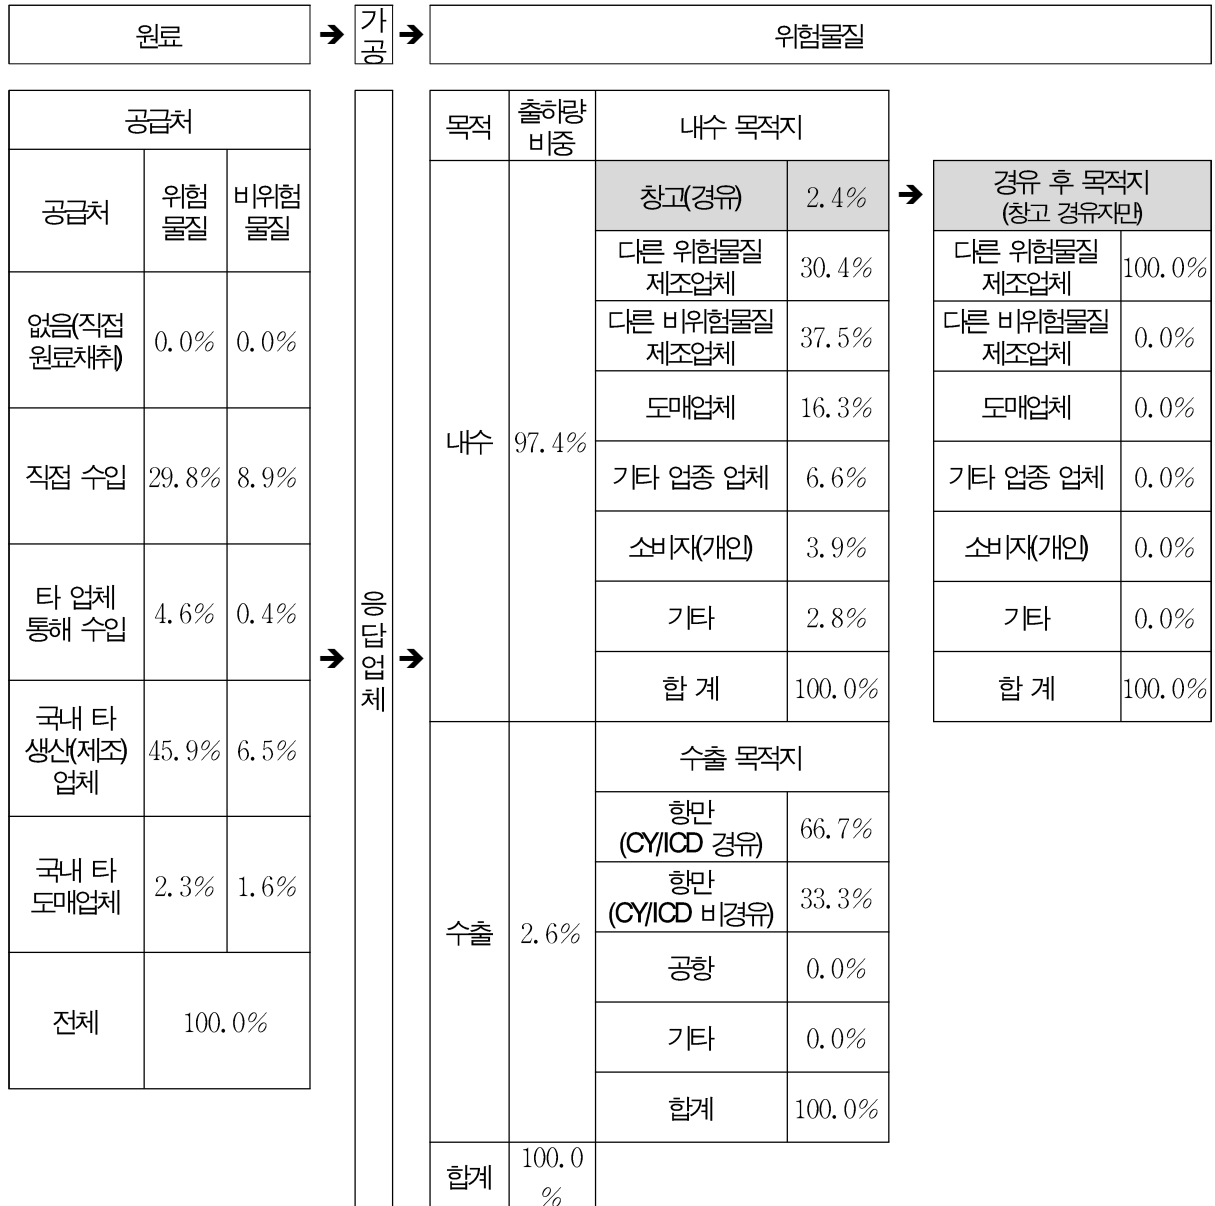 원료 ➔ 가공 ➔ 위험물질
공급처
공급처 위험물질 비위험물질
없음(직접 원료채취) 0.0% 0.0%
직접 수입 29.8% 8.9%
타 업체 통해 수입 4.6% 0.4%
국내 타 생산(제조) 업체 45.9% 6.5%
국내 타 도매업체 2.3% 1.6%
전체 100.0%
➔ 응답업체 ➔
목적 출하량 비중 내수 목적지
내수 97.4%
창고(경유) 2.4% ➔
다른 위험물질 제조업체 30.4%
다른 비위험물질 제조업체 37.5%
도매업체 16.3%
기타 업종 업체 6.6%
소비자(개인) 3.9%
기타 2.8%
합 계 100.0%
수출 2.6%
수출 목적지
항만 (CY/ICD 경유) 66.7%
항만 (CY/ICD 비경유) 33.3%
공항 0.0%
기타 0.0%
합계 100.0%
합계 100.0%
경유 후 목적지
(창고 경유자만)
다른 위험물질 제조업체 100.0%
다른 비위험물질 제조업체 0.0%
도매업체 0.0%
기타 업종 업체 0.0%
소비자(개인) 0.0%
기타 0.0%
합 계 100.0%